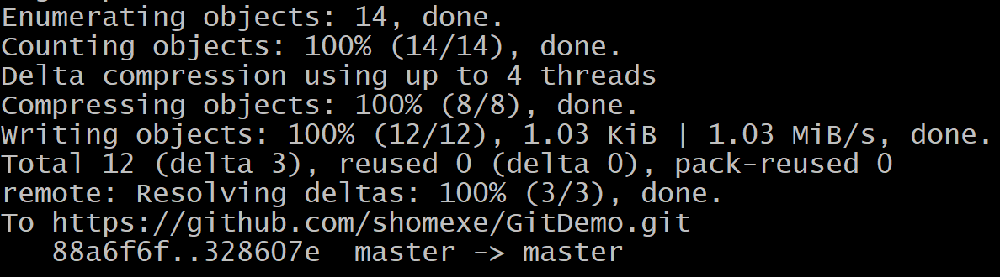 Enumerating objects: 14, done.
Counting objects: 100% (14/14), done.
Delta compression using up to 4 threads
Compressing objects: 100% (8/8), done.
Writing objects: 100% (12/12), 1.03 KiB | 1.03 MiB/s, done.
Total 12 (delta 3), reused 0 (delta 0), pack-reused 0
remote: Resolving deltas: 100% (3/3), done.
To https://github.com/shomexe/GitDemo.git
   88a6f6f..328607e  master -> master